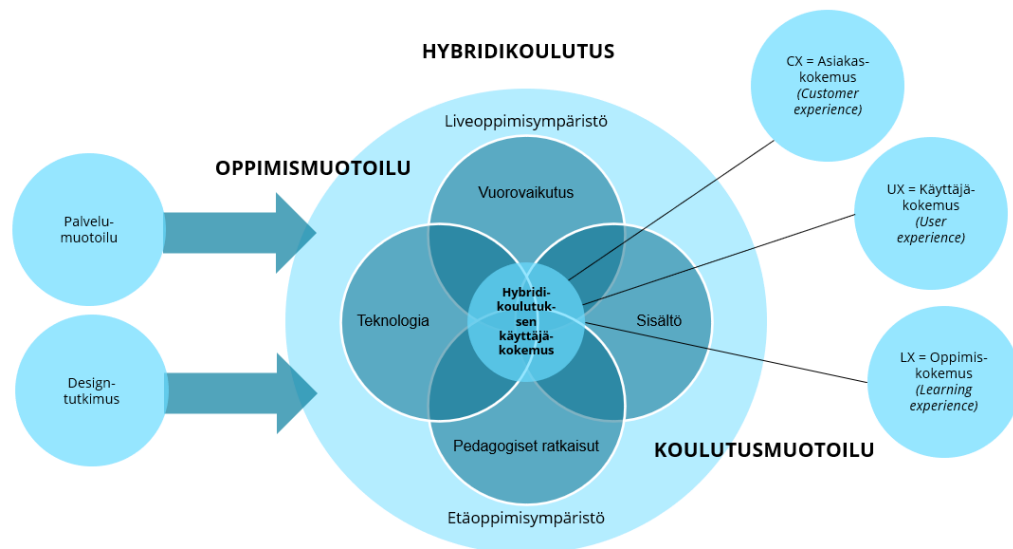 HYBRIDIKOULUTUS
CX = Asiakas-
kokemus
(Customer
experience)
Liveoppimisympäristö
OPPIMISMUOTOILU
Vuorovaikutus
UX = Käyttäjä-
kokemus
(User
experience)
Palvelu-
muotoilu
Teknologia
Hybridi-
koulutuk-
sen
käyttäjä-
kokemus
Sisältö
LX = Oppimis-
kokemus
(Learning
experience)
Design-
tutkimus
Pedagogiset ratkaisut
KOULUTUSMUOTOILU
Etäoppimisympäristö